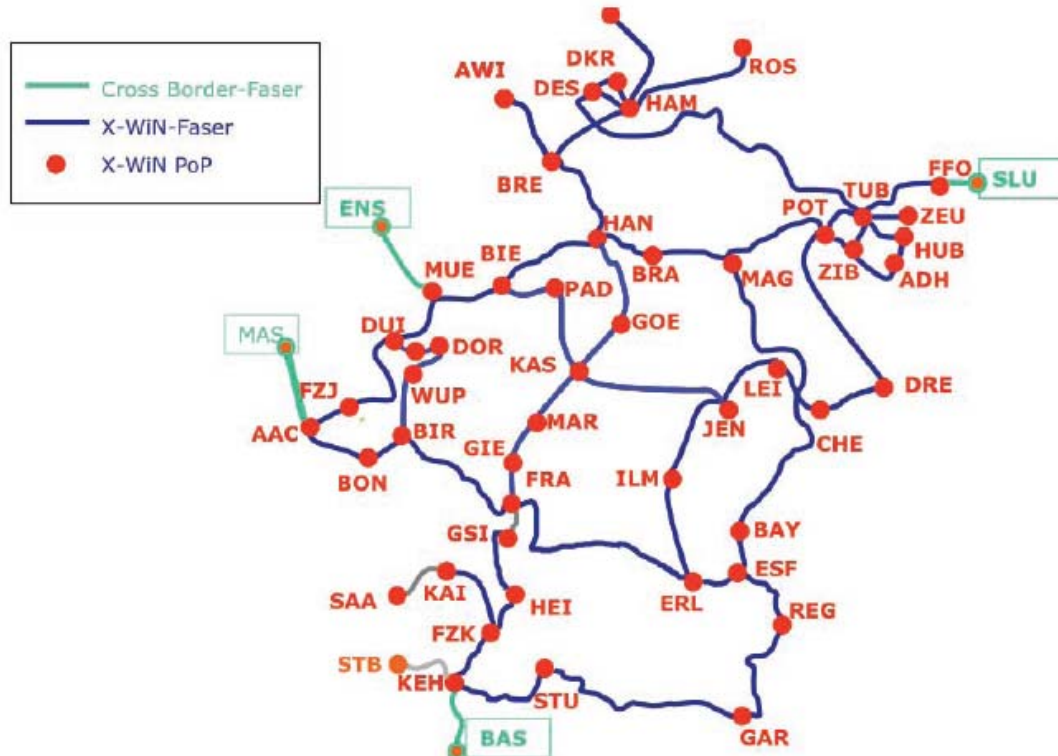 Cross Border-Faser
X-WiN-Faser
X-WiN PoP
AWI
DKR
DES
HAM
ROS
BRE
FFO
SLU
TUB
POT
ZEU
HUB
ADH
ZIB
ENS
HAN
BIE
BRA
MAG
MUE
PAD
GOE
MAS
DUI
DOR
KAS
LEI
DRE
FZJ
WUP
AAC
BIR
MAR
JEN
CHE
BON
GIE
FRA
ILM
GSI
BAY
ESF
SAA
KAI
HEI
ERL
REG
FZK
STB
KEH
STU
GAR
BAS